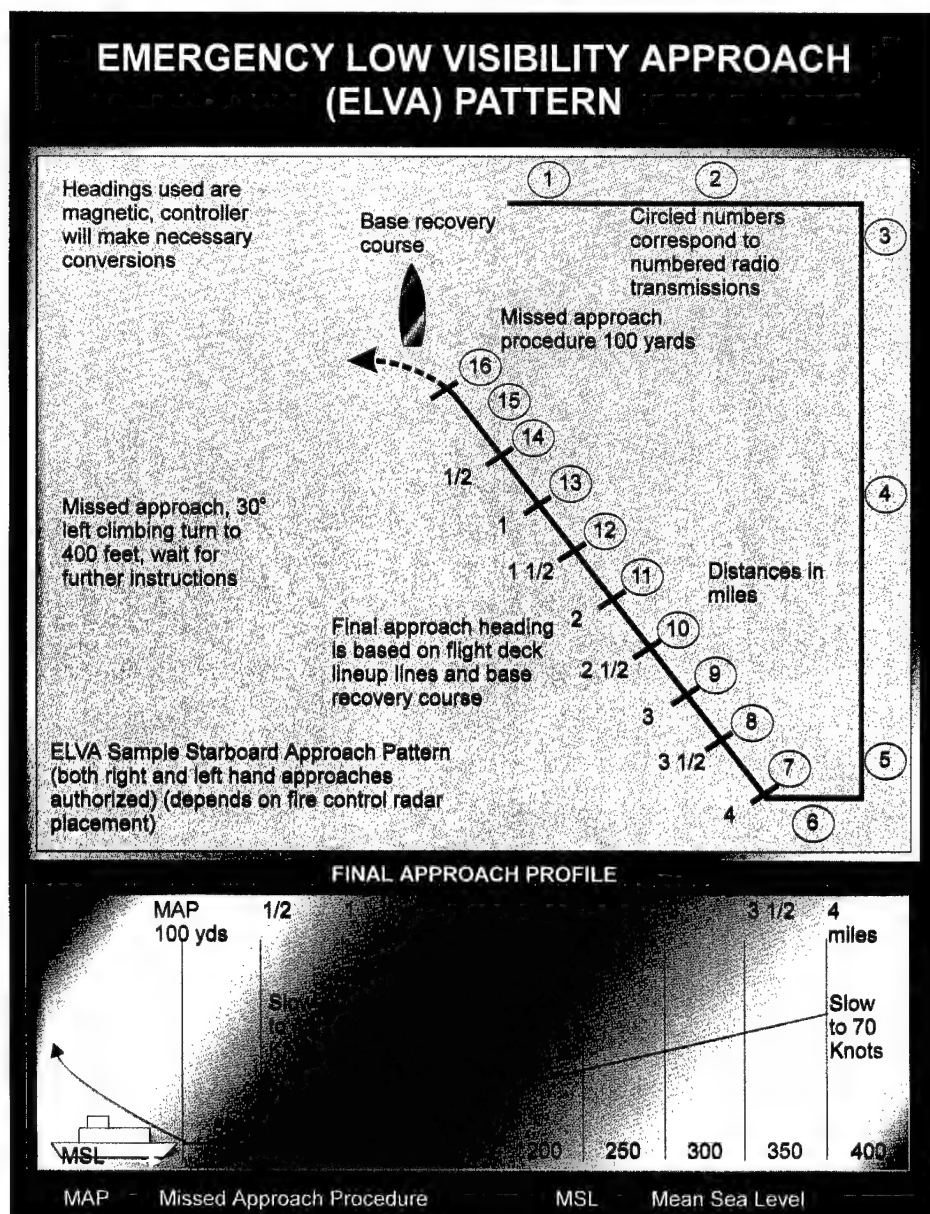 EMERGENCY LOW VISIBILITY APPROACH
(ELVA) PATTERN
Headings used are
magnetic, controller
will make necessary
conversions
Base recovery
course
1
2
Circled numbers
correspond to
numbered radio
transmissions
3
Missed approach
procedure 100 yards
16
15
14
1/2
13
1
12
1 1/2
11
2
10
2 1/2
9
3
8
3 1/2
7
4
6
5
4
Missed approach, 30°
left climbing turn to
400 feet, wait for
further instructions
Distances in
miles
Final approach heading
is based on flight deck
lineup lines and base
recovery course
ELVA Sample Starboard Approach Pattern
(both right and left hand approaches
authorized) (depends on fire control radar
placement)
FINAL APPROACH PROFILE
MAP
100 yds
1/2
1
3 1/2
4
miles
Slow
to
Slow
to 70
Knots
MSL
200
250
300
350
400
MAP Missed Approach Procedure
MSL Mean Sea Level